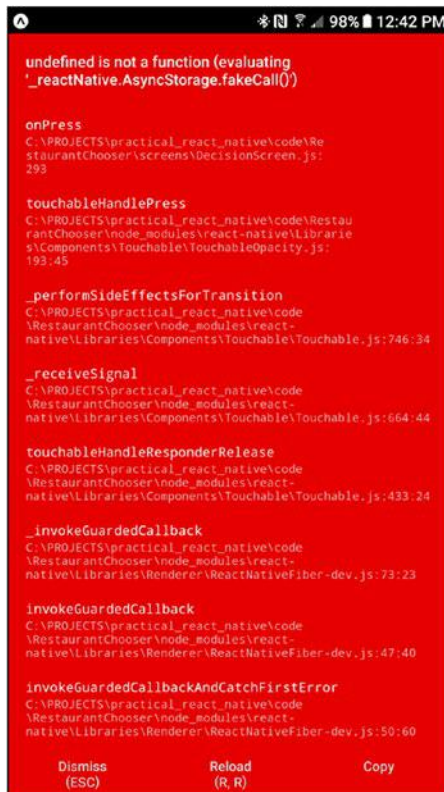 98% 12:42 PM
undefined is not a function (evaluating
'_reactNative.AsyncStorage.fakeCall()')
onPress
C:\PROJECTS\practical_react_native\code\Re
staurantChooser\screens\DecisionScreen.js:
293
touchableHandlePress
C:\PROJECTS\practical_react_native\code\Restau
rantChooser\node_modules\react-native\Librarie
s\Components\Touchable\TouchableOpacity.js:
193:45
_performSideEffectsForTransition
C:\PROJECTS\practical_react_native\code
\RestaurantChooser\node_modules\react-
native\Libraries\Components\Touchable\Touchable.js:746:34
_receiveSignal
C:\PROJECTS\practical_react_native\code
\RestaurantChooser\node_modules\react-
native\Libraries\Components\Touchable\Touchable.js:664:44
touchableHandleResponderRelease
C:\PROJECTS\practical_react_native\code
\RestaurantChooser\node_modules\react-
native\Libraries\Components\Touchable\Touchable.js:433:24
_invokeGuardedCallback
C:\PROJECTS\practical_react_native\code
\RestaurantChooser\node_modules\react-
native\Libraries\Renderer\ReactNativeFiber-dev.js:73:23
invokeGuardedCallback
C:\PROJECTS\practical_react_native\code
\RestaurantChooser\node_modules\react-
native\Libraries\Renderer\ReactNativeFiber-dev.js:47:40
invokeGuardedCallbackAndCatchFirstError
C:\PROJECTS\practical_react_native\code
\RestaurantChooser\node_modules\react-
native\Libraries\Renderer\ReactNativeFiber-dev.js:50:60
Dismiss Reload Copy
(ESC) (R, R)